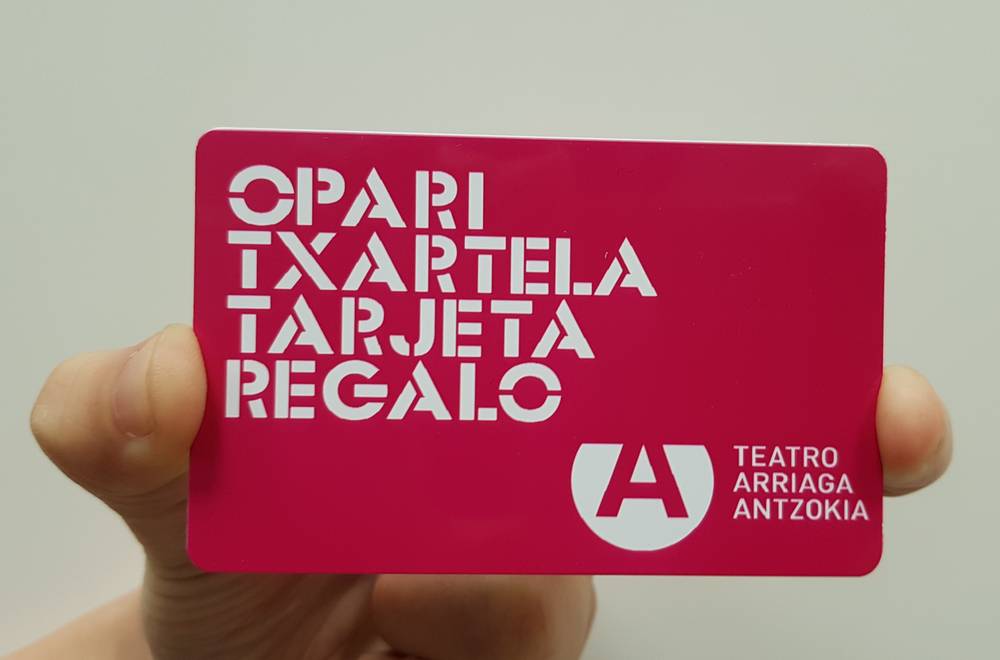 OPARI
TXARTELA
TARJETA
REGALO
A
TEATRO
ARRIAGA
ANTZOKIA